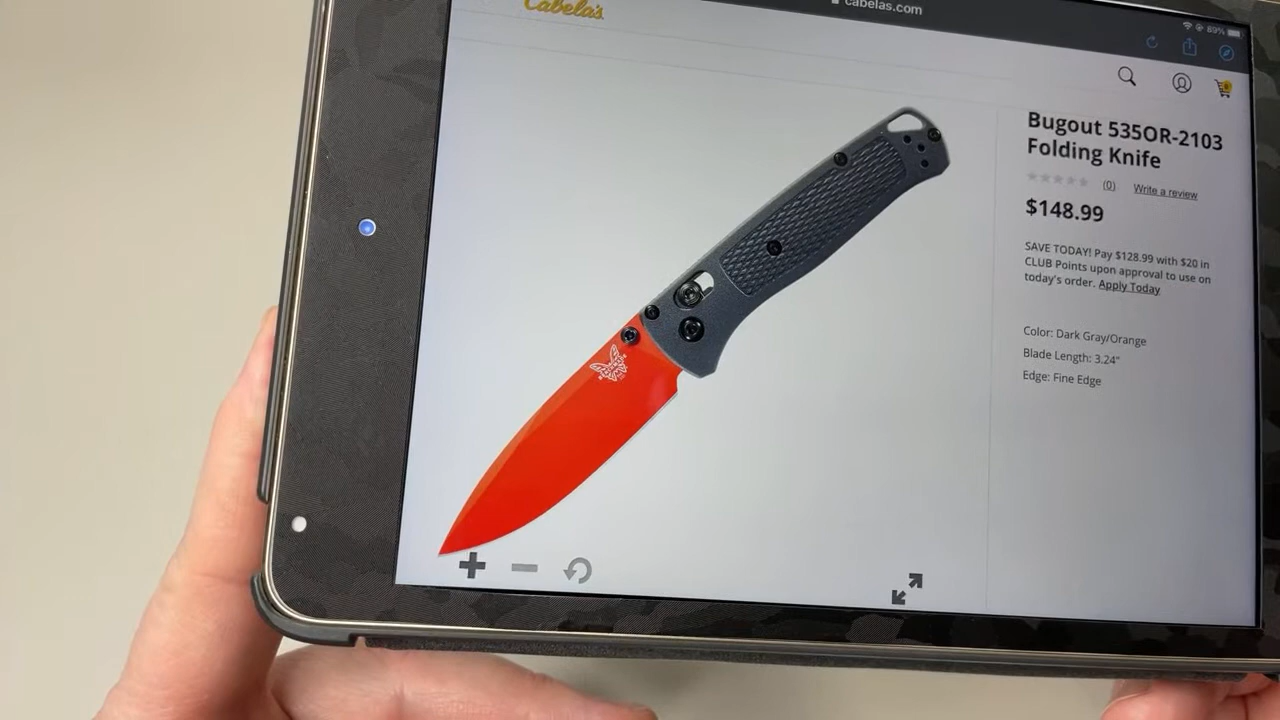 Cabela's
cabelas.com
89%
Bugout 535OR-2103
Folding Knife
(0) Write a review
$148.99
SAVE TODAY! Pay $128.99 with $20 in
CLUB Points upon approval to use on
today's order. Apply Today
Color: Dark Gray/Orange
Blade Length: 3.24"
Edge: Fine Edge